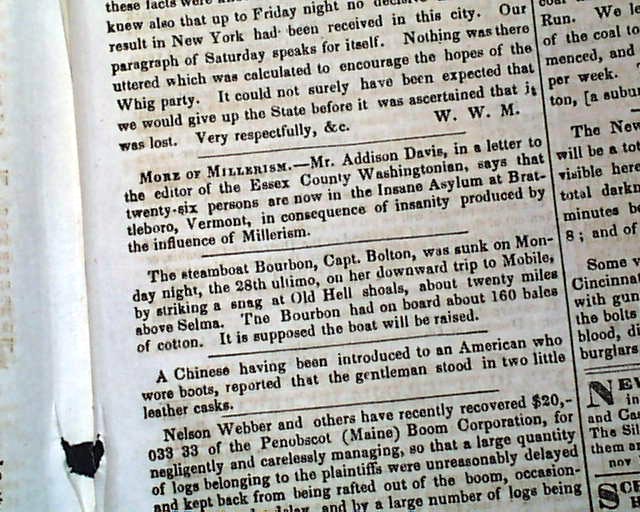 these facts were
knew also that up to Friday night no
result in New York had been received in this city. Our
paragraph of Saturday speaks for itself. Nothing was there
uttered which was calculated to encourage the hopes of the
Whig party. It could not surely have been expected that
we would give up the State before it was ascertained that it
was lost. Very respectfully, &c. W. W. M.
MORE OF MILLERISM.—Mr. Addison Davis, in a letter to
the editor of the Essex County Washingtonian, says that
twenty-six persons are now in the Insane Asylum at Brat-
tleboro, Vermont, in consequence of insanity produced by
the influence of Millerism.
The steamboat Bourbon, Capt. Bolton, was sunk on Mon-
day night, the 28th ultimo, on her downward trip to Mobile,
by striking a snag at Old Hell shoals, about twenty miles
above Selma. The Bourbon had on board about 160 bales
of cotton. It is supposed the boat will be raised.
A Chinese having been introduced to an American who
wore boots, reported that the gentleman stood in two little
leather casks.
Nelson Webber and others have recently recovered $20,-
033 33 of the Penobscot (Maine) Boom Corporation, for
negligently and carelessly managing, so that a large quantity
of logs belonging to the plaintiffs were unreasonably delayed
and kept back from being rafted out of the boom, occasion-
delay, and by a large number of logs being
Run. We
of the coal to
menced, and
per week.
ton, [a
The New
will be a
visible here
total
minutes
8; and of
Some
with
the bolts
blood,
burglars
NEW
in
and
The
them
nov